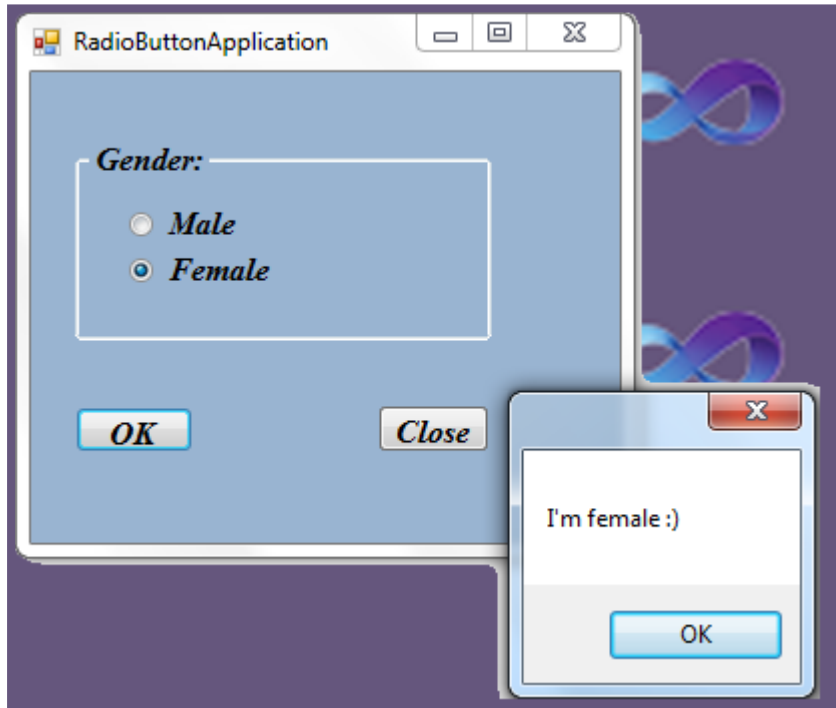 RadioButtonApplication
Gender:
Male
Female
OK
Close
I'm female :)
OK